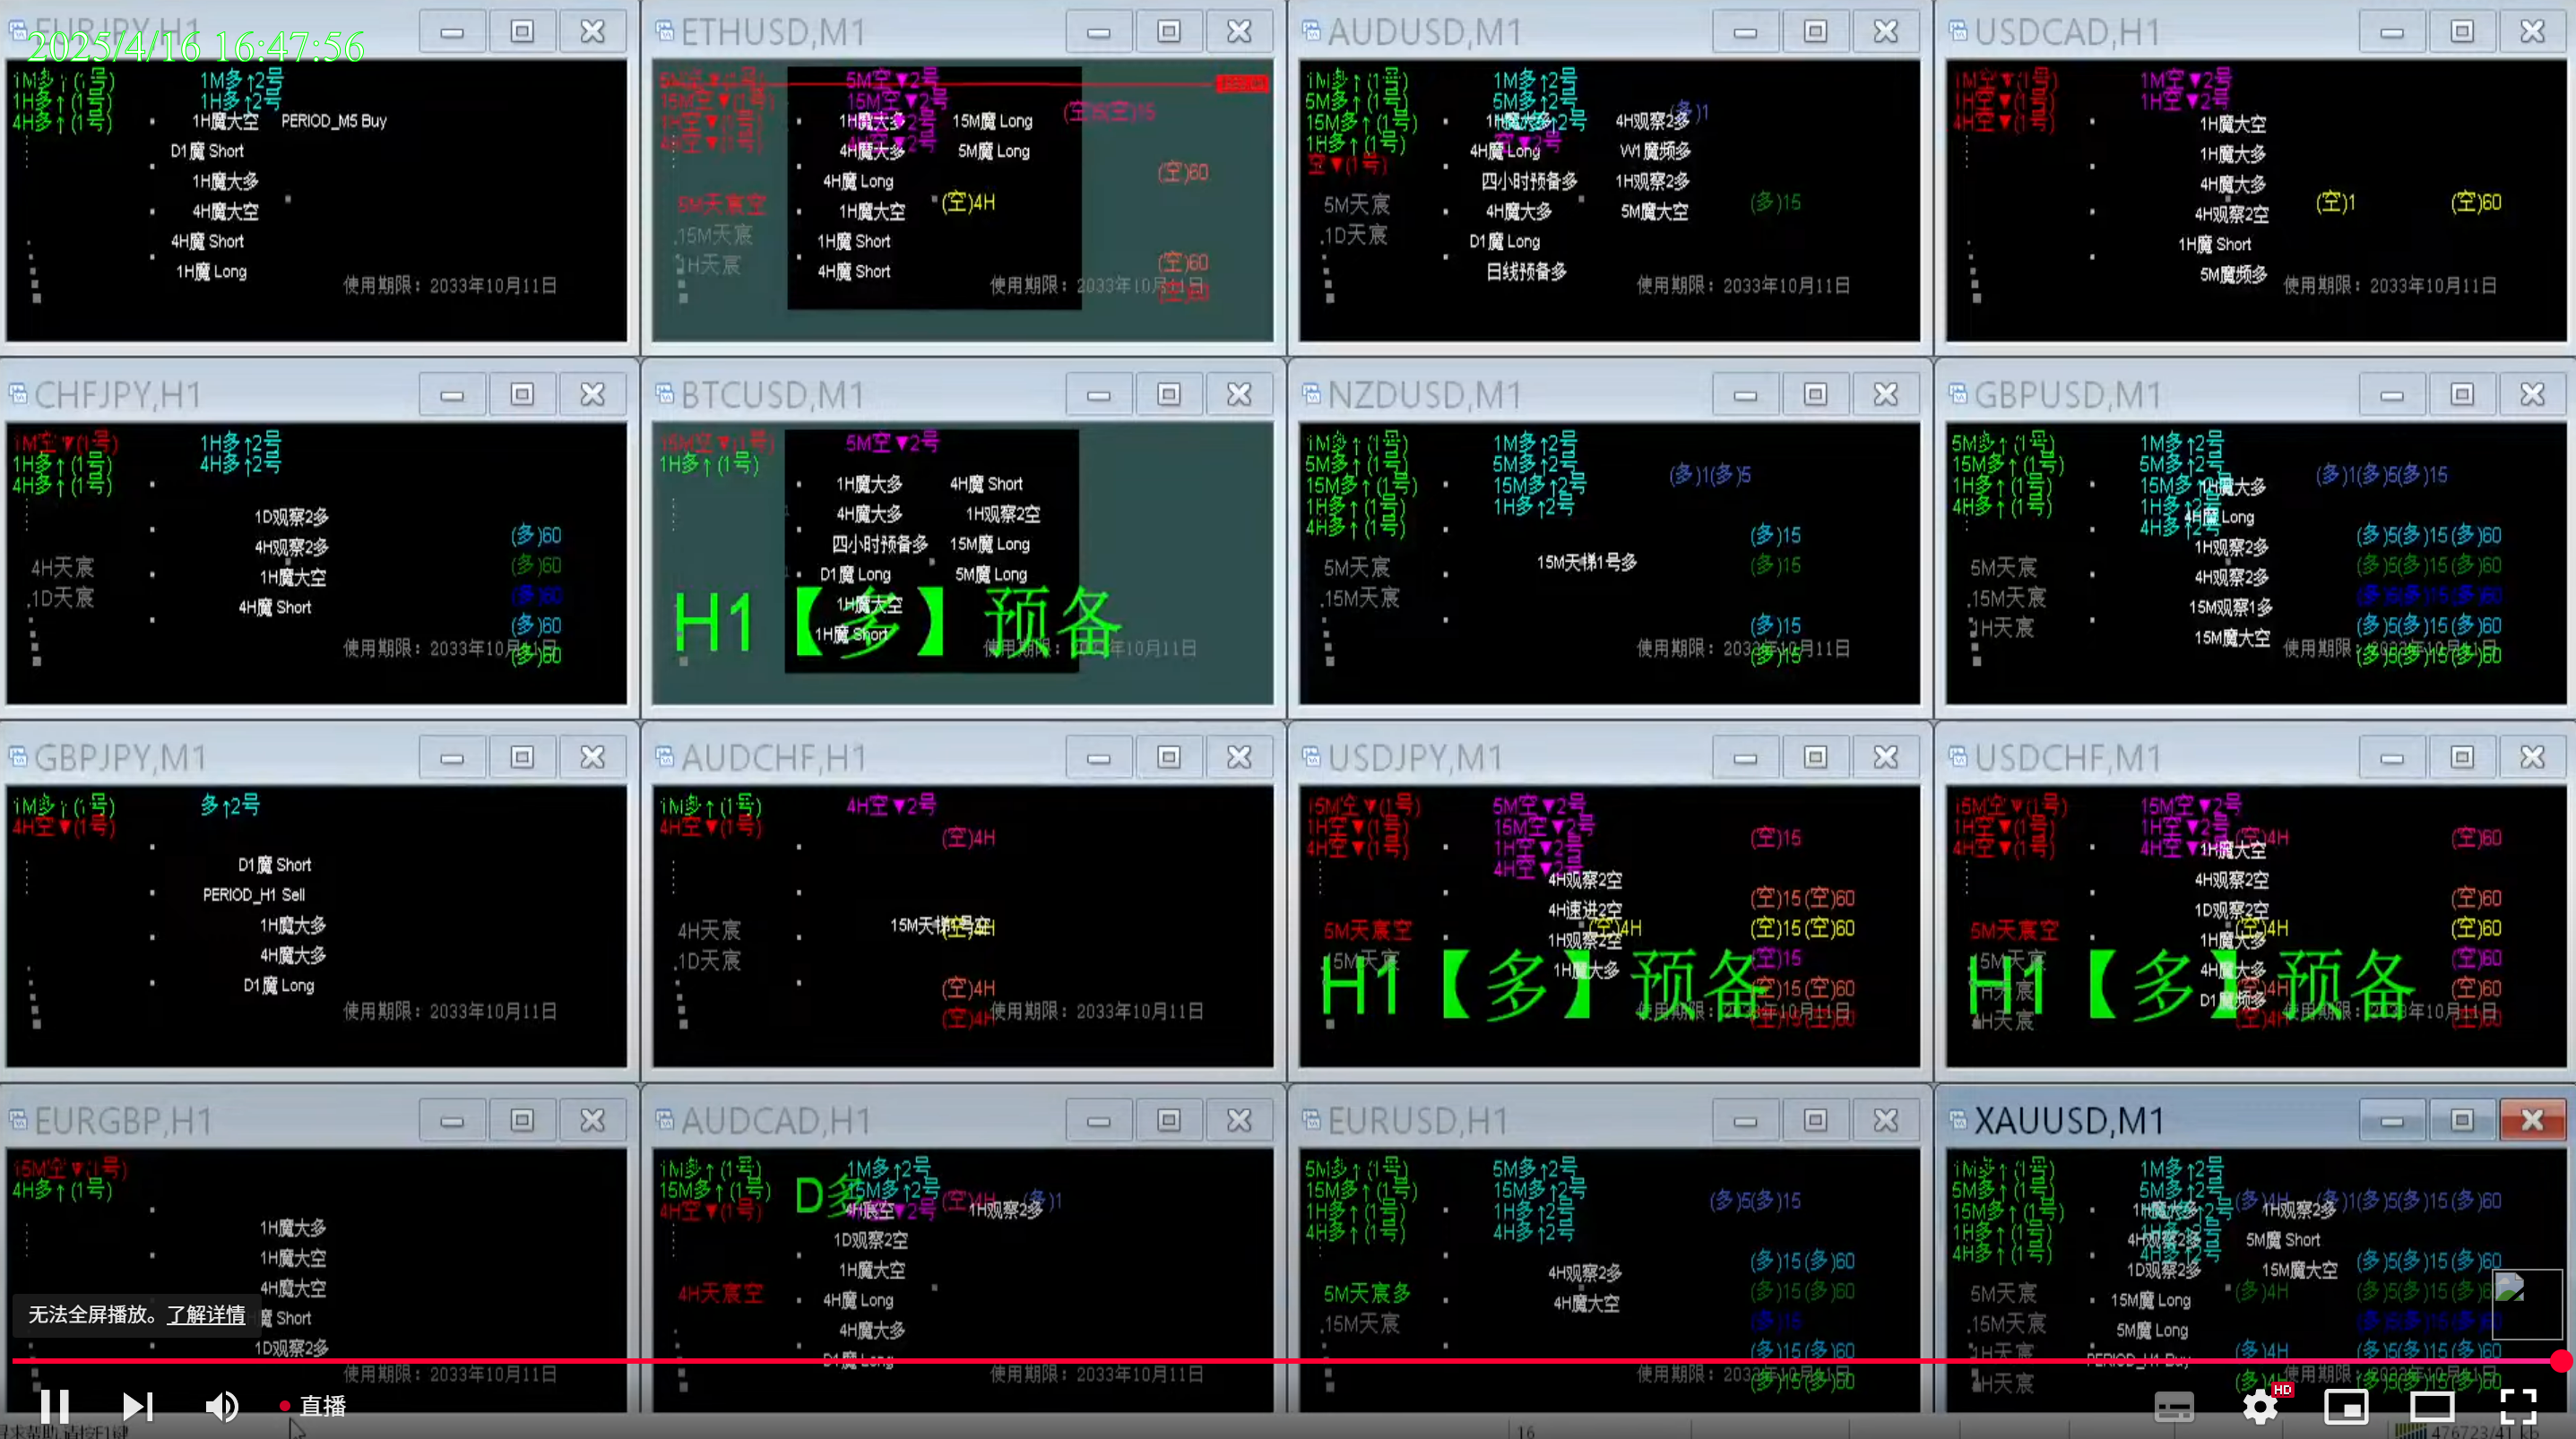 EURJPY,H1
2025/4/16 16:47:56
1M多↑(1号)
1H多↑(1号)
4H多↑(1号)
1M多↑2号
1H多↑2号
1H魔大空 PERIOD_M5 Buy
D1魔 Short
1H魔大多
4H魔大空
4H魔 Short
1H魔 Long
使用期限：2033年10月11日
ETHUSD,M1
5M空▼2号
15M空▼2号
1H魔大多 15M魔 Long
4H魔大多 5M魔 Long
4H魔 Long
1H魔大空
1H魔 Short
4H魔 Short
(空)4H
(空)60
(空)60
5M天宸空
15M天宸
1H天宸
使用期限：2033年10月11日
AUDUSD,M1
1M多↑(1号)
5M多↑(1号)
15M多↑(1号)
1H多↑(1号)
空▼(1号)
1M多↑2号
5M多↑2号
(多)1
4H观察2多
4H魔 Long
四小时预备多 1H观察2多
4H魔大多 5M魔大空
D1魔 Long
日线预备多
(多)15
5M天宸
1D天宸
使用期限：2033年10月11日
USDCAD,H1
1M空▼(1号)
1H空▼(1号)
4H空▼(1号)
1M空▼2号
1H空▼2号
1H魔大空
1H魔大多
4H魔大多
4H观察2空
1H魔 Short
5M魔频多
(空)1 (空)60
使用期限：2033年10月11日
CHFJPY,H1
1M空▼(1号)
1H多↑(1号)
4H多↑(1号)
1H多↑2号
4H多↑2号
1D观察2多
4H观察2多
1H魔大空
4H魔 Short
(多)60
(多)60
(多)60
(多)60
(多)60
4H天宸
1D天宸
使用期限：2033年10月11日
BTCUSD,M1
15M空▼(1号)
1H多↑(1号)
5M空▼2号
1H魔大多 4H魔 Short
4H魔大多 1H观察2空
四小时预备多 15M魔 Long
D1魔 Long 5M魔 Long
1H魔大空
1H魔 Short
H1【多】预备
使用期限：2033年10月11日
NZDUSD,M1
1M多↑(1号)
5M多↑(1号)
15M多↑(1号)
1H多↑(1号)
4H多↑(1号)
1M多↑2号
5M多↑2号
15M多↑2号
1H多↑2号
(多)1(多)5
(多)15
(多)15
15M天梯1号多
5M天宸
15M天宸
(多)15
(多)15
使用期限：2033年10月11日
GBPUSD,M1
5M多↑(1号)
15M多↑(1号)
1H多↑(1号)
4H多↑(1号)
1M多↑2号
5M多↑2号
15M多↑2号
1H多↑2号
4H多↑2号
(多)1(多)5(多)15
1H魔大多
4H魔 Long
1H观察2多
4H观察2多
15M观察1多
15M魔大空
(多)5(多)15(多)60
(多)5(多)15(多)60
(多)5(多)15(多)60
(多)5(多)15(多)60
(多)5(多)15(多)60
5M天宸
15M天宸
1H天宸
使用期限：2033年10月11日
GBPJPY,M1
1M多↑(1号)
4H空▼(1号)
多↑2号
D1魔 Short
PERIOD_H1 Sell
1H魔大多
4H魔大多
D1魔 Long
使用期限：2033年10月11日
AUDCHF,H1
1M多↑(1号)
4H空▼(1号)
4H空▼2号
(空)4H
(空)4H
(空)4H
(空)4H
4H天宸
1D天宸
使用期限：2033年10月11日
USDJPY,M1
15M空▼(1号)
1H空▼(1号)
4H空▼(1号)
5M空▼2号
15M空▼2号
1H空▼2号
4H空▼2号
4H观察2空
4H速进2空
1H观察2空
1H魔大多
(空)4H
(空)15
(空)15(空)60
(空)15(空)60
(空)15
(空)15(空)60
5M天宸空
15M天宸
H1【多】预备
使用期限：2033年10月11日
USDCHF,M1
15M空▼(1号)
1H空▼(1号)
4H空▼(1号)
15M空▼2号
1H空▼2号
4H空▼2号
(空)4H
1H魔大空
4H观察2空
1D观察2空
1H魔大多
4H魔大多
D1魔频多
(空)4H
(空)60
(空)60
(空)60
(空)60
(空)60
(空)60
5M天宸空
15M天宸
1H天宸
4H天宸
H1【多】预备
使用期限：2033年10月11日
EURGBP,H1
15M空▼(1号)
4H多↑(1号)
1H魔大多
1H魔大空
4H魔大空
魔 Short
1D观察2多
使用期限：2033年10月11日
无法全屏播放。了解详情
AUDCAD,H1
1M多↑(1号)
15M多↑(1号)
4H空▼(1号)
D多
1M多↑2号
15M多↑2号
(空)4H (多)1
1H观察2多
1D观察2空
1H魔大空
4H魔 Long
4H魔大多
D1魔 Long
4H天宸空
使用期限：2033年10月11日
EURUSD,H1
5M多↑(1号)
15M多↑(1号)
1H多↑(1号)
4H多↑(1号)
5M多↑2号
15M多↑2号
1H多↑2号
4H多↑2号
(多)5(多)15
4H观察2多
4H魔大空
(多)15(多)60
(多)15(多)60
(多)15
(多)15(多)60
(多)15(多)60
5M天宸多
15M天宸
使用期限：2033年10月11日
XAUUSD,M1
1M多↑(1号)
5M多↑(1号)
15M多↑(1号)
1H多↑(1号)
4H多↑(1号)
1M多↑2号
5M多↑2号
(多)4H (多)1(多)5(多)15(多)60
1H魔大多 1H观察2多
4H观察2多 5M魔 Short
1D观察2多 15M魔大空
15M魔 Long
5M魔 Long
PERIOD_H1 Buy
(多)5(多)15(多)60
(多)4H
(多)4H (多)5(多)15(多)60
5M天宸
15M天宸
1H天宸
4H天宸
使用期限：2033年10月11日
直播
HD
16
476723/41 kb